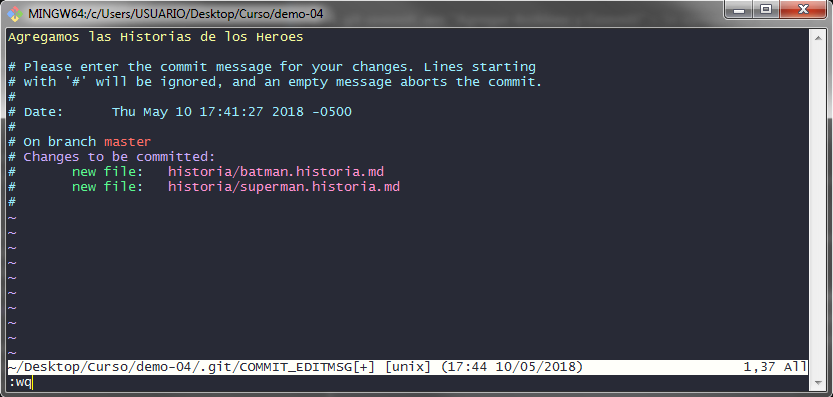 MINGW64:/c/Users/USUARIO/Desktop/Curso/demo-04
Agregamos las Historias de los Heroes
# Please enter the commit message for your changes. Lines starting
# with '#' will be ignored, and an empty message aborts the commit.
#
# Date:      Thu May 10 17:41:27 2018 -0500
#
# On branch master
# Changes to be committed:
#       new file:   historia/batman.historia.md
#       new file:   historia/superman.historia.md
#
~
~
~
~
~
~
~
~
~
~
~/Desktop/Curso/demo-04/.git/COMMIT_EDITMSG[+] [unix] (17:44 10/05/2018) 1,37 All
:wq